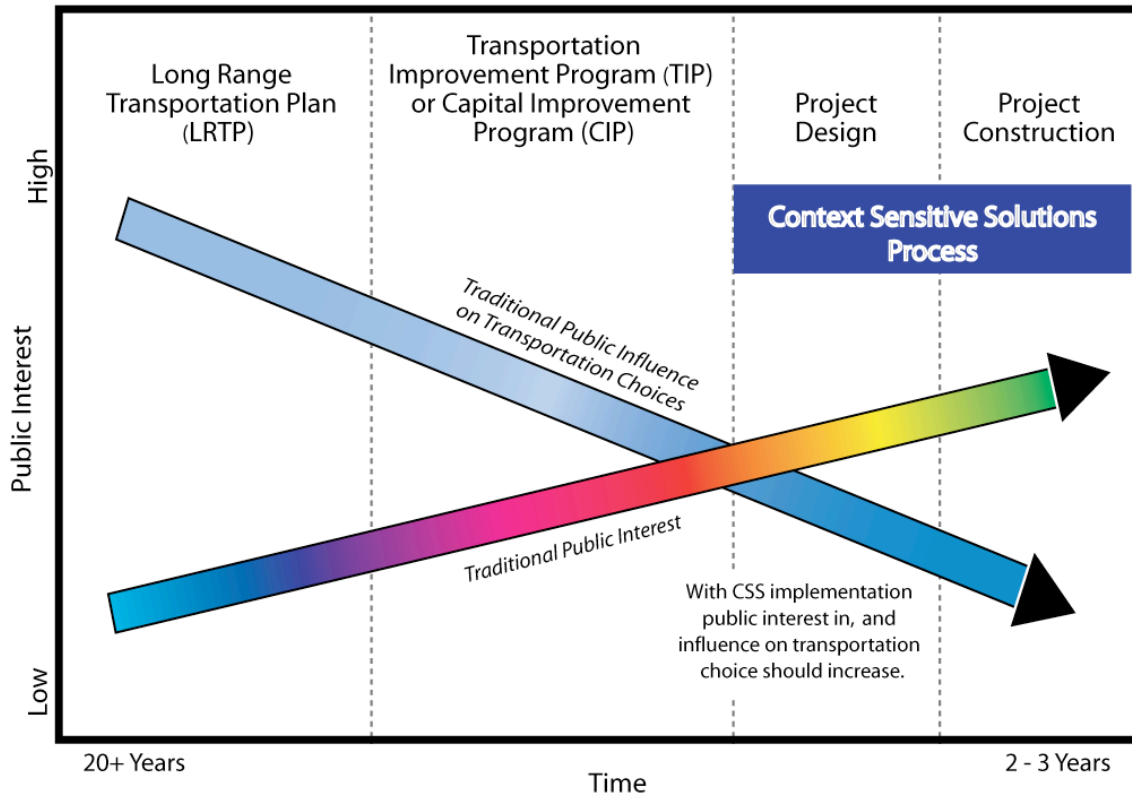 Long Range
Transportation Plan
(LRTP)
Transportation
Improvement Program (TIP)
or Capital Improvement
Program (CIP)
Project
Design
Project
Construction
Context Sensitive Solutions
Process
High
Public Interest
Low
Traditional Public Influence
on Transportation Choices
Traditional Public Interest
With CSS implementation
public interest in, and
influence on transportation
choice should increase.
20+ Years
Time
2 - 3 Years